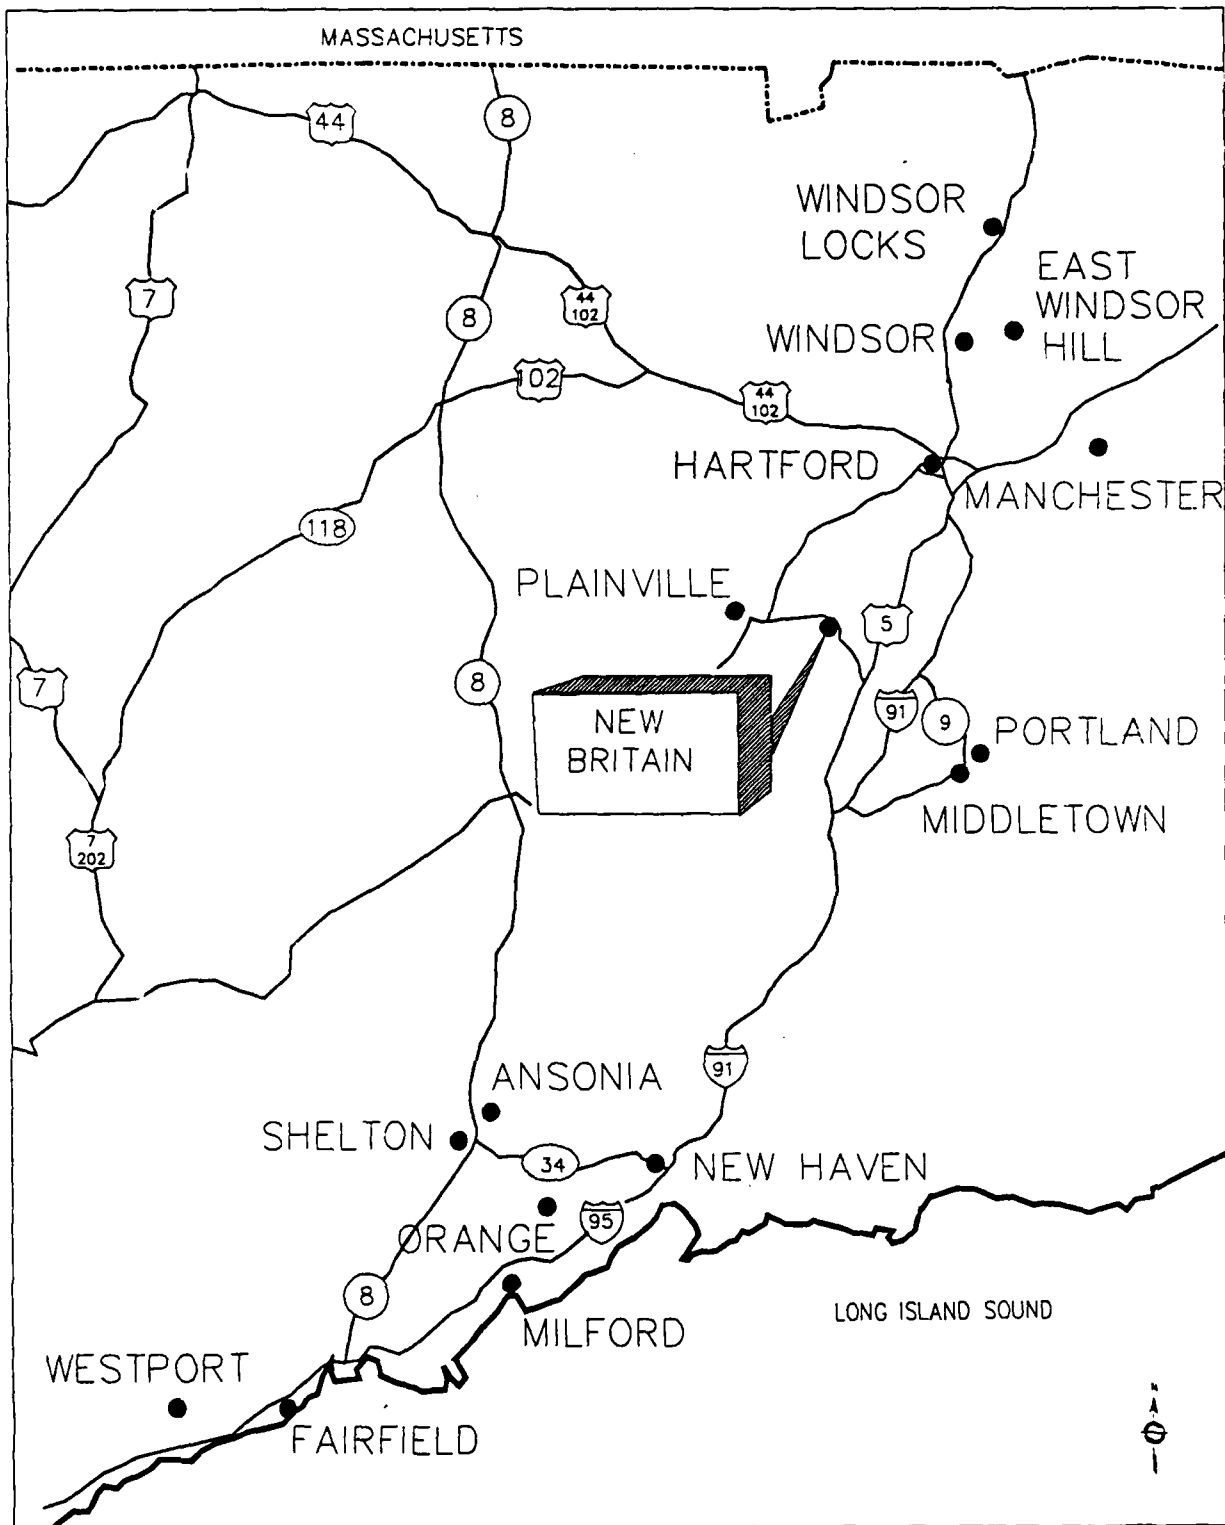 MASSACHUSETTS
44
8
WINDSOR
LOCKS
EAST
WINDSOR
HILL
7
8
44
102
WINDSOR
102
44
102
HARTFORD
MANCHESTER
118
PLAINVILLE
5
7
8
NEW
BRITAIN
91
9
PORTLAND
MIDDLETOWN
7
202
91
ANSONIA
SHELTON
34
NEW HAVEN
ORANGE
95
8
LONG ISLAND SOUND
MILFORD
WESTPORT
FAIRFIELD
N